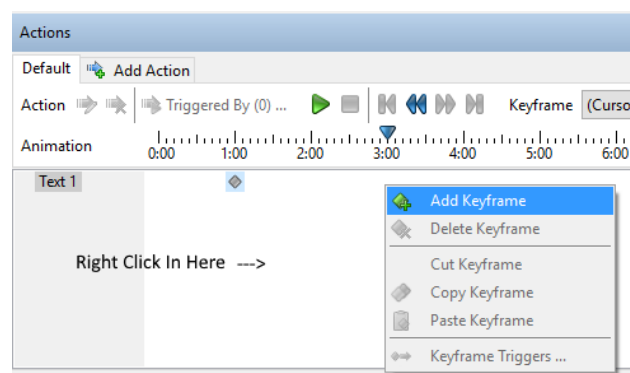 Actions
Default Add Action
Action Triggered By (0) ... Keyframe (Curso
Animation 0:00 1:00 2:00 3:00 4:00 5:00 6:00
Text 1
Add Keyframe
Delete Keyframe
Right Click In Here --->
Cut Keyframe
Copy Keyframe
Paste Keyframe
Keyframe Triggers ...